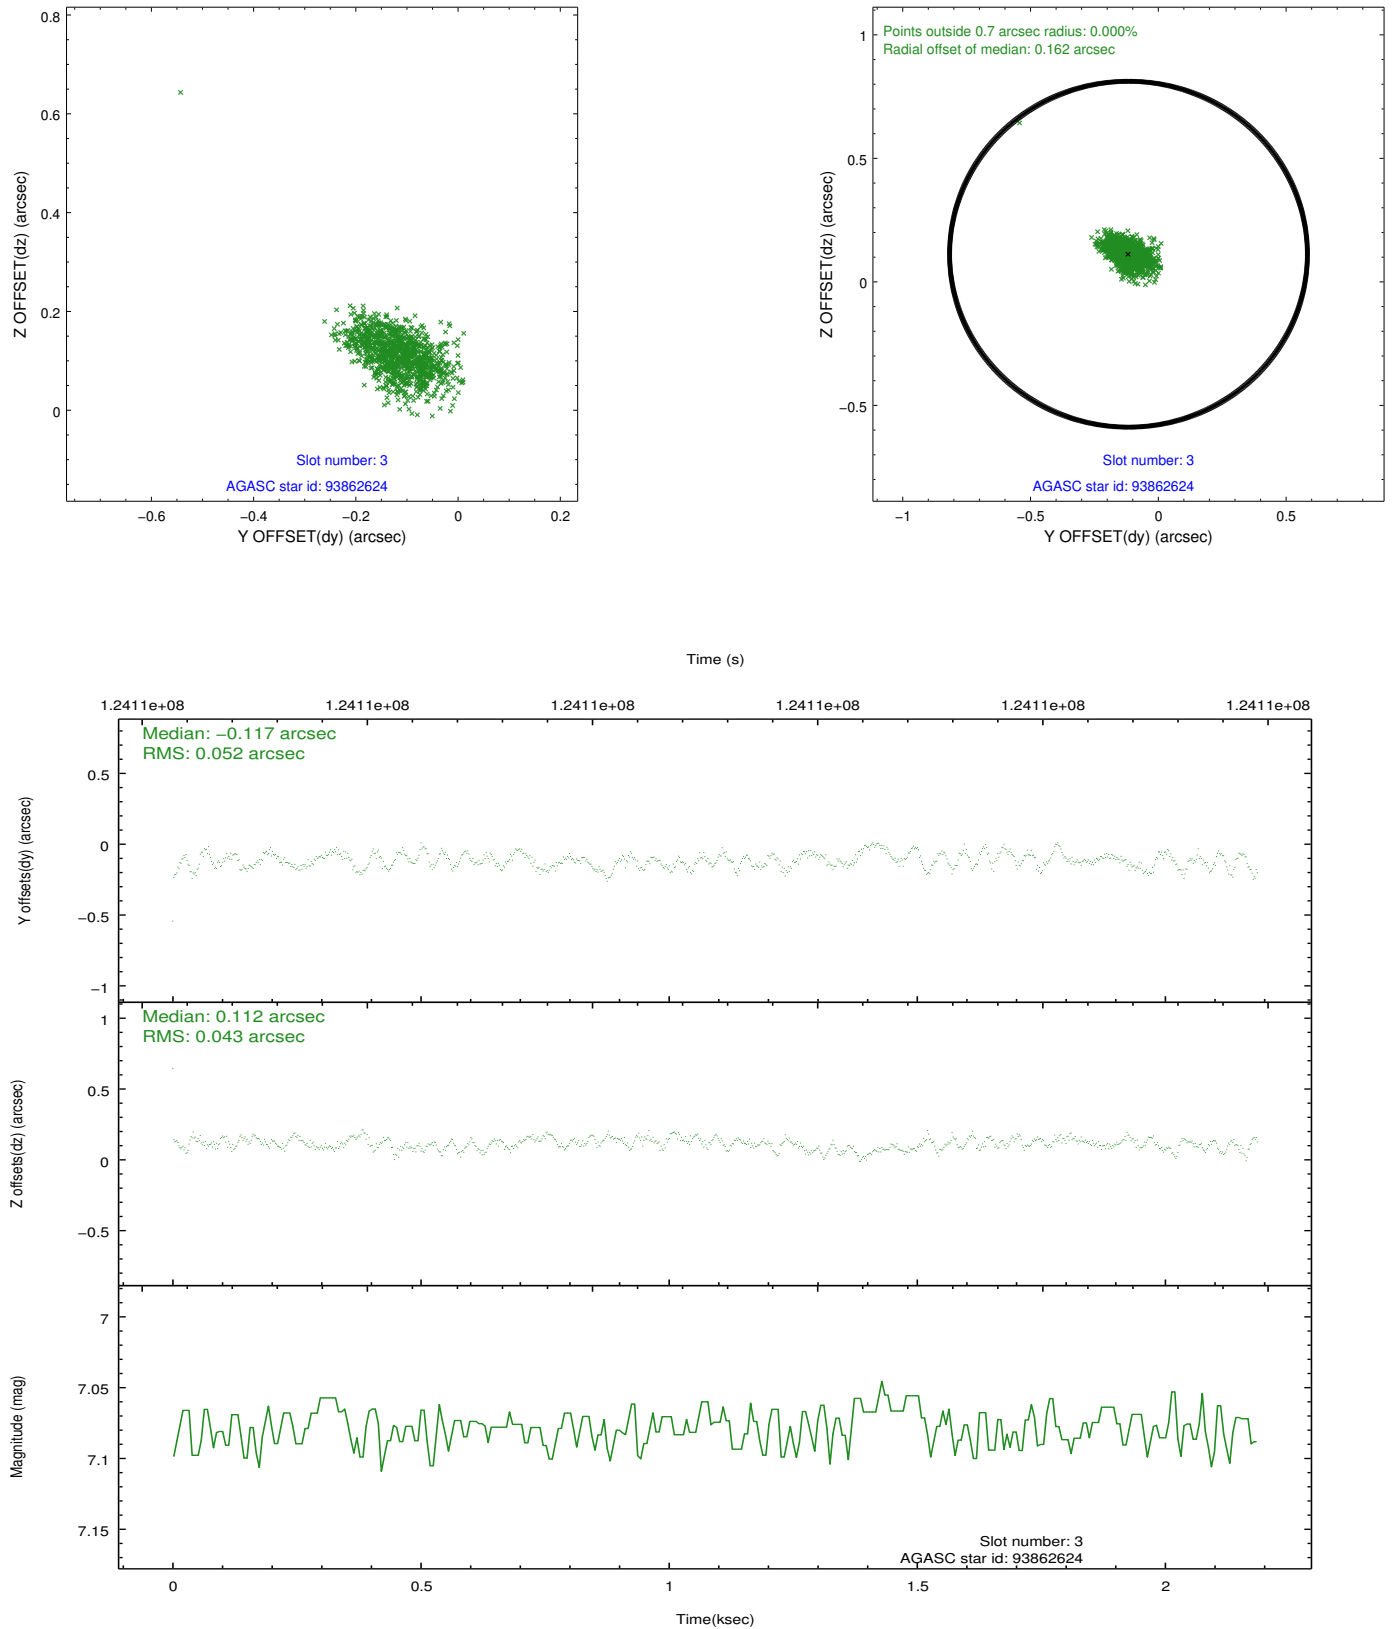 0.8
0.6
0.4
0.2
0
−0.6
−0.4
−0.2
0
0.2
Z OFFSET(dz) (arcsec)
Y OFFSET(dy) (arcsec)
Slot number: 3
AGASC star id: 93862624
Points outside 0.7 arcsec radius: 0.000%
Radial offset of median: 0.162 arcsec
1
0.5
0
−0.5
−1
−0.5
0
0.5
Z OFFSET(dz) (arcsec)
Y OFFSET(dy) (arcsec)
Slot number: 3
AGASC star id: 93862624
Time (s)
1.2411e+08
1.2411e+08
1.2411e+08
1.2411e+08
1.2411e+08
1.2411e+08
Median: −0.117 arcsec
RMS: 0.052 arcsec
0.5
0
−0.5
−1
Y offsets(dy) (arcsec)
Median: 0.112 arcsec
RMS: 0.043 arcsec
1
0.5
0
−0.5
Z offsets(dz) (arcsec)
7
7.05
7.1
7.15
Magnitude (mag)
Slot number: 3
AGASC star id: 93862624
0
0.5
1
1.5
2
Time(ksec)